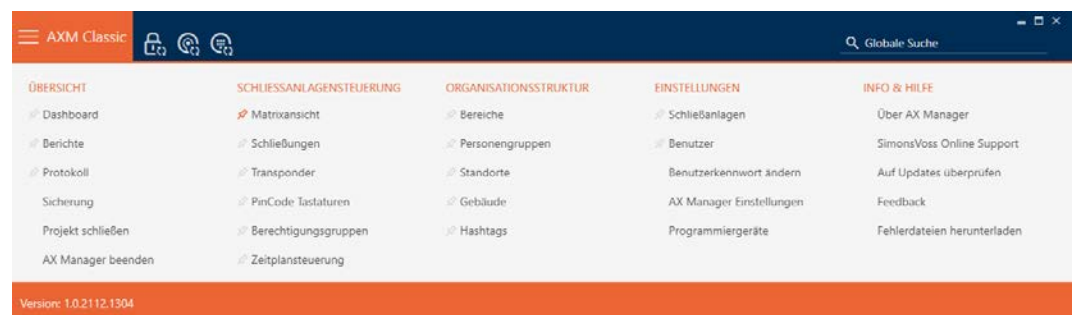 AXM Classic
Globale Suche
ÜBERSICHT
Dashboard
Berichte
Protokoll
Sicherung
Projekt schließen
AX Manager beenden
SCHLIESSANLAGENSTEUERUNG
Matrixansicht
Schließungen
Transponder
PinCode Tastaturen
Berechtigungsgruppen
Zeitplansteuerung
ORGANISATIONSSTRUKTUR
Bereiche
Personengruppen
Standorte
Gebäude
Hashtags
EINSTELLUNGEN
Schließanlagen
Benutzer
Benutzerkennwort ändern
AX Manager Einstellungen
Programmiergeräte
INFO & HILFE
Über AX Manager
SimonsVoss Online Support
Auf Updates überprüfen
Feedback
Fehlerdateien herunterladen
Version: 1.0.2112.1304